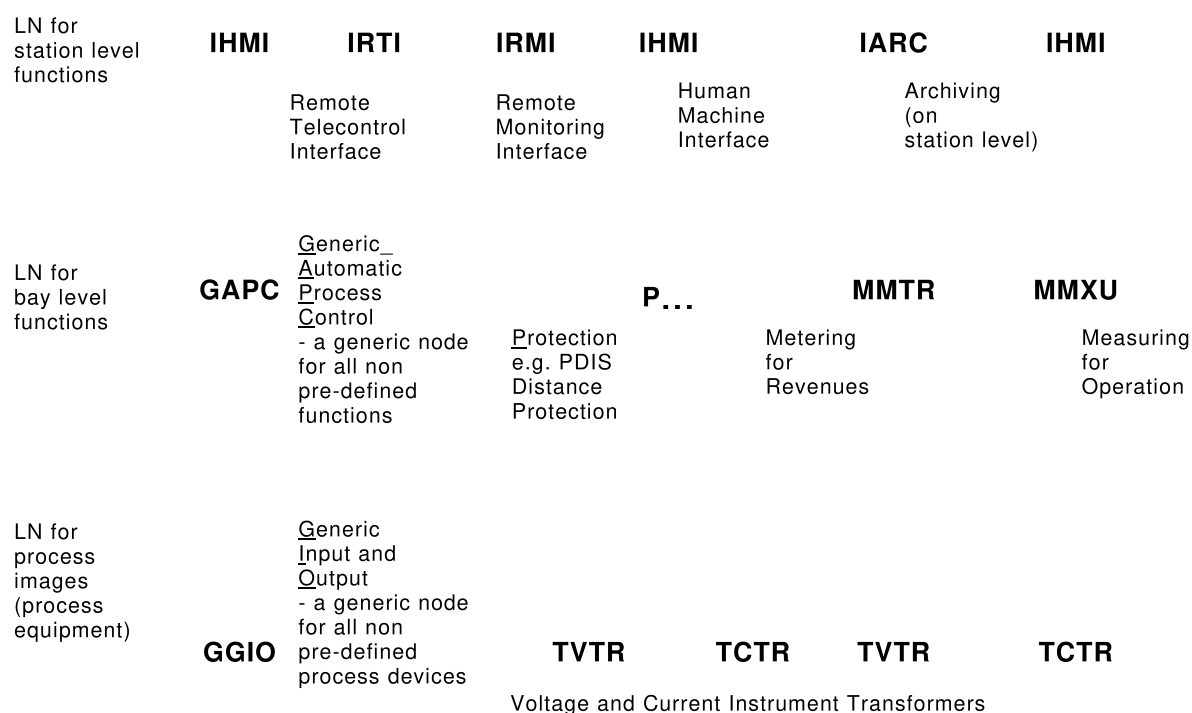 LN for
station level
functions
IHMI
IRTI
IRMI
IHMI
IARC
IHMI
Remote
Telecontrol
Interface
Remote
Monitoring
Interface
Human
Machine
Interface
Archiving
(on
station level)
LN for
bay level
functions
GAPC
Generic_
Automatic
Process
Control
- a generic node
for all non
pre-defined
functions
P...
Protection
e.g. PDIS
Distance
Protection
MMTR
Metering
for
Revenues
MMXU
Measuring
for
Operation
LN for
process
images
(process
equipment)
GGIO
Generic
Input and
Output
- a generic node
for all non
pre-defined
process devices
TVTR
TCTR
TVTR
TCTR
Voltage and Current Instrument Transformers